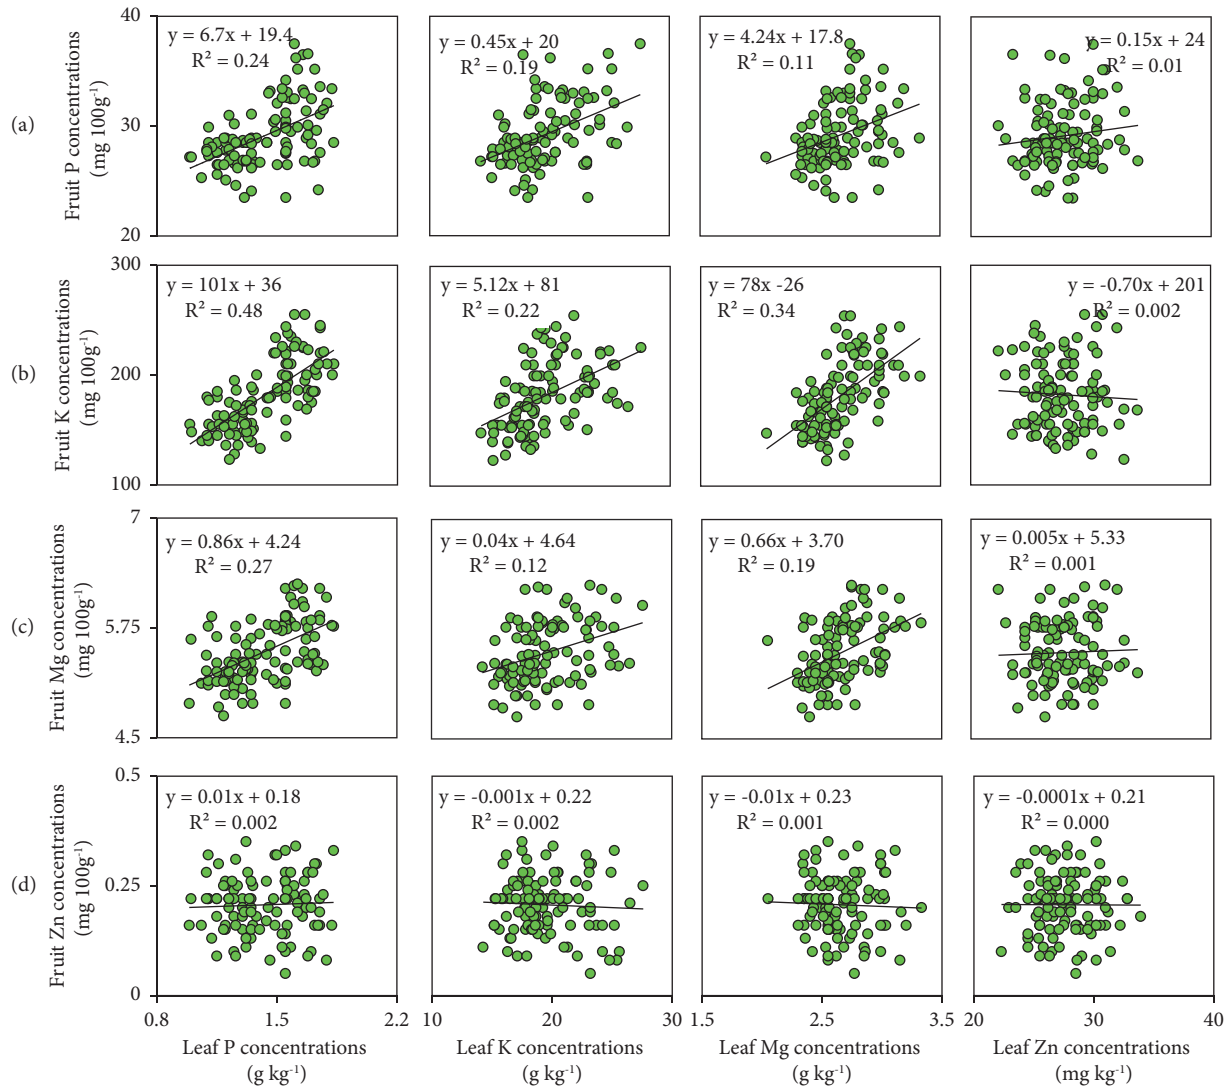 (a)
Fruit P concentrations
(mg 100g⁻¹)
40
30
20
y = 6.7x + 19.4
R² = 0.24
y = 0.45x + 20
R² = 0.19
y = 4.24x + 17.8
R² = 0.11
y = 0.15x + 24
R² = 0.01
(b)
Fruit K concentrations
(mg 100g⁻¹)
300
200
100
y = 101x + 36
R² = 0.48
y = 5.12x + 81
R² = 0.22
y = 78x -26
R² = 0.34
y = -0.70x + 201
R² = 0.002
(c)
Fruit Mg concentrations
(mg 100g⁻¹)
7
5.75
4.5
y = 0.86x + 4.24
R² = 0.27
y = 0.04x + 4.64
R² = 0.12
y = 0.66x + 3.70
R² = 0.19
y = 0.005x + 5.33
R² = 0.001
(d)
Fruit Zn concentrations
(mg 100g⁻¹)
0.5
0.25
0
y = 0.01x + 0.18
R² = 0.002
y = -0.001x + 0.22
R² = 0.002
y = -0.01x + 0.23
R² = 0.001
y = -0.0001x + 0.21
R² = 0.000
0.8 1.5 2.2
10 20 30
1.5 2.5 3.5
20 30 40
Leaf P concentrations
(g kg⁻¹)
Leaf K concentrations
(g kg⁻¹)
Leaf Mg concentrations
(g kg⁻¹)
Leaf Zn concentrations
(mg kg⁻¹)